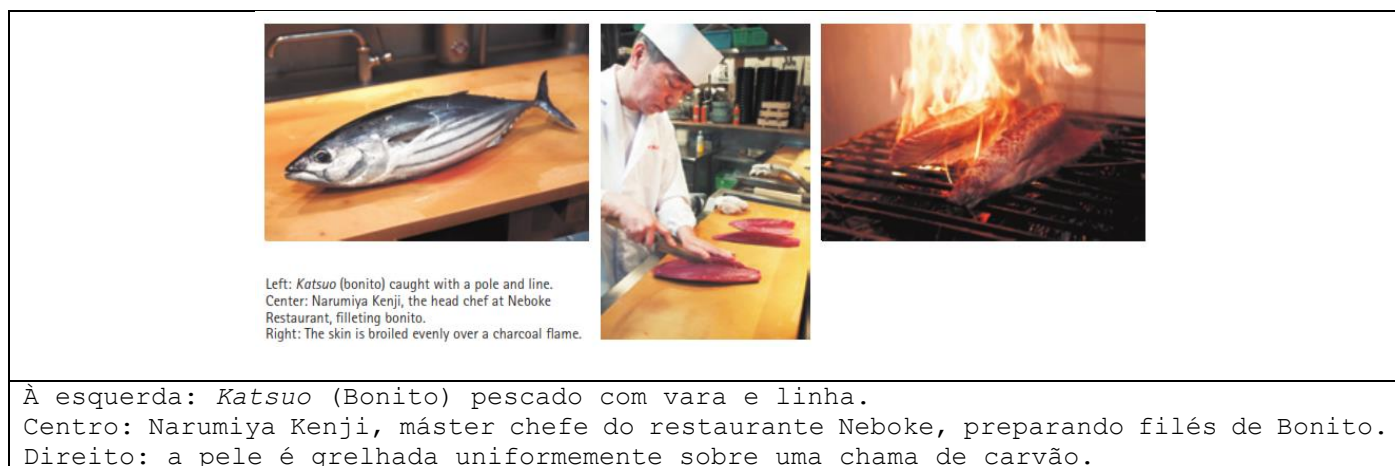 Left: Katsuo (bonito) caught with a pole and line.
Center: Narumiya Kenji, the head chef at Neboke
Restaurant, filleting bonito.
Right: The skin is broiled evenly over a charcoal flame.
À esquerda: Katsuo (Bonito) pescado com vara e linha.
Centro: Narumiya Kenji, máster chefe do restaurante Neboke, preparando filés de Bonito.
Direito: a pele é grelhada uniformemente sobre uma chama de carvão.